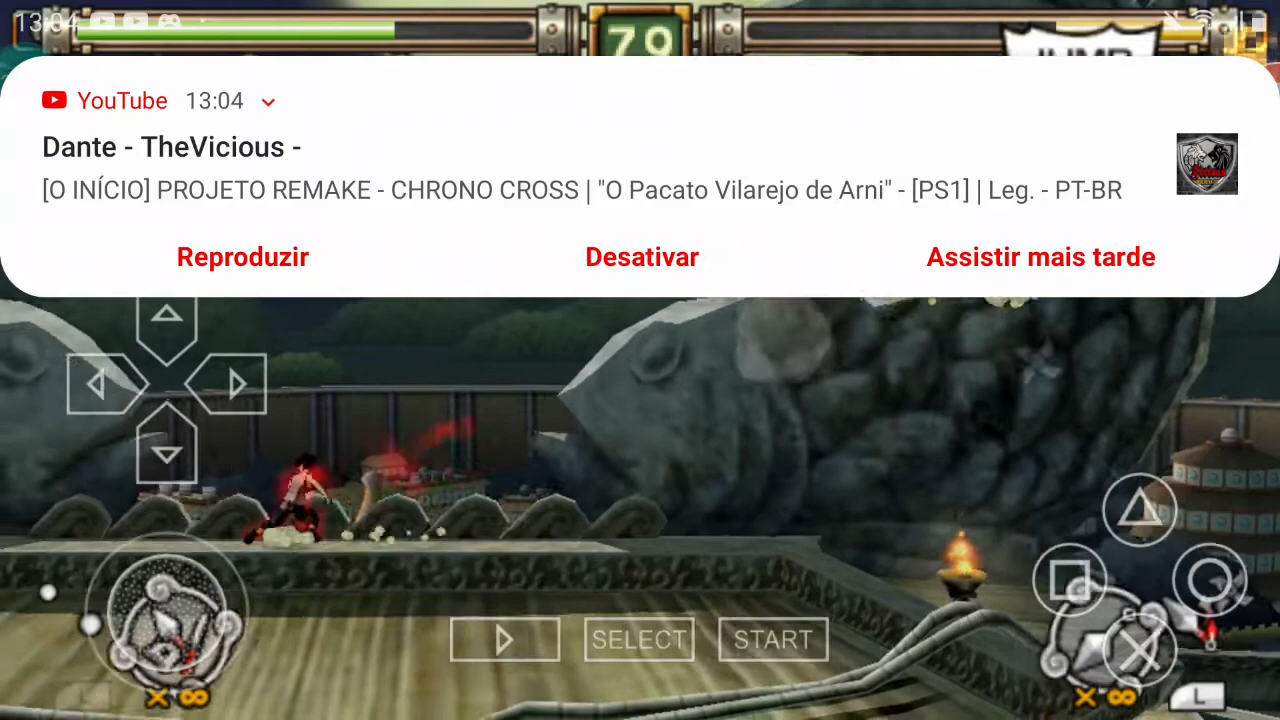 13:04
79
JUMP
YouTube 13:04
Dante - TheVicious -
[O INÍCIO] PROJETO REMAKE - CHRONO CROSS | "O Pacato Vilarejo de Arni" - [PS1] | Leg. - PT-BR
Reproduzir Desativar Assistir mais tarde
SELECT START
× ∞ × ∞ L